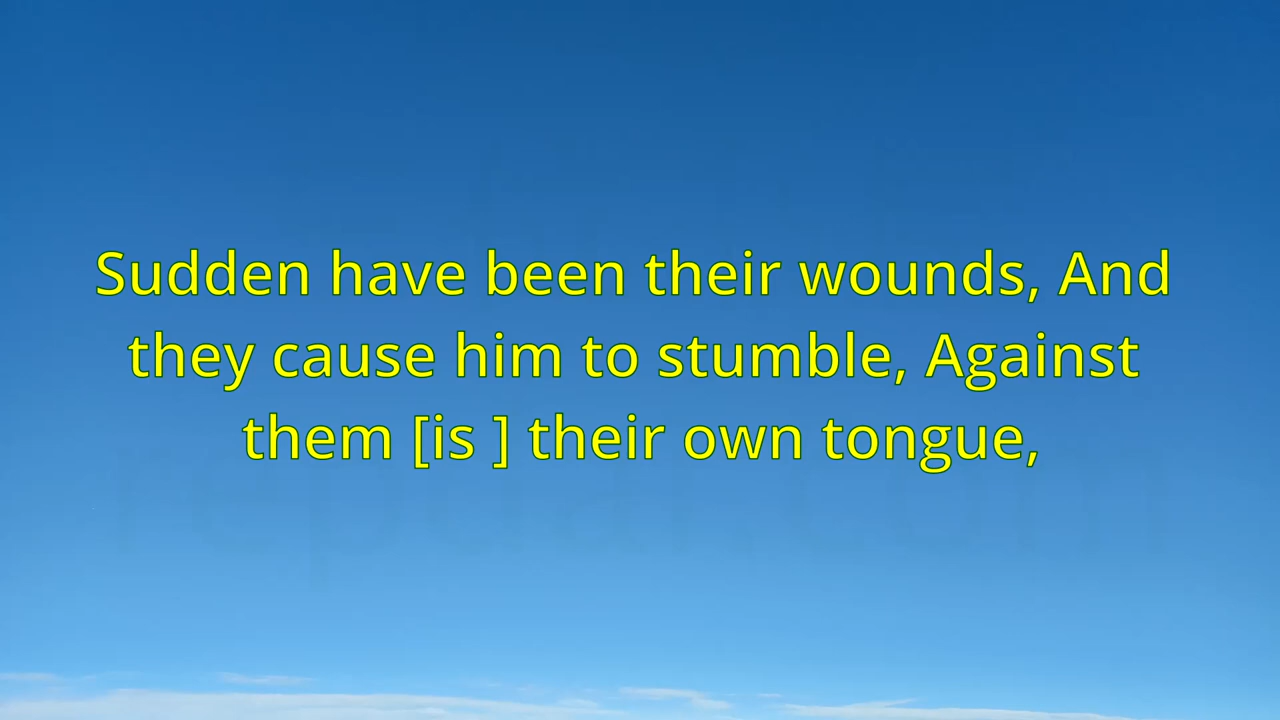 Sudden have been their wounds, And
they cause him to stumble, Against
them [is ] their own tongue,